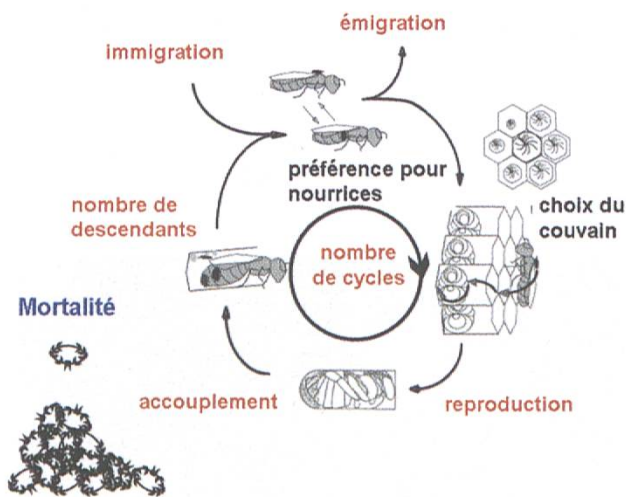 émigration
immigration
préférence pour
nourrices
choix du
couvain
nombre de
descendants
nombre
de cycles
Mortalité
accouplement
reproduction